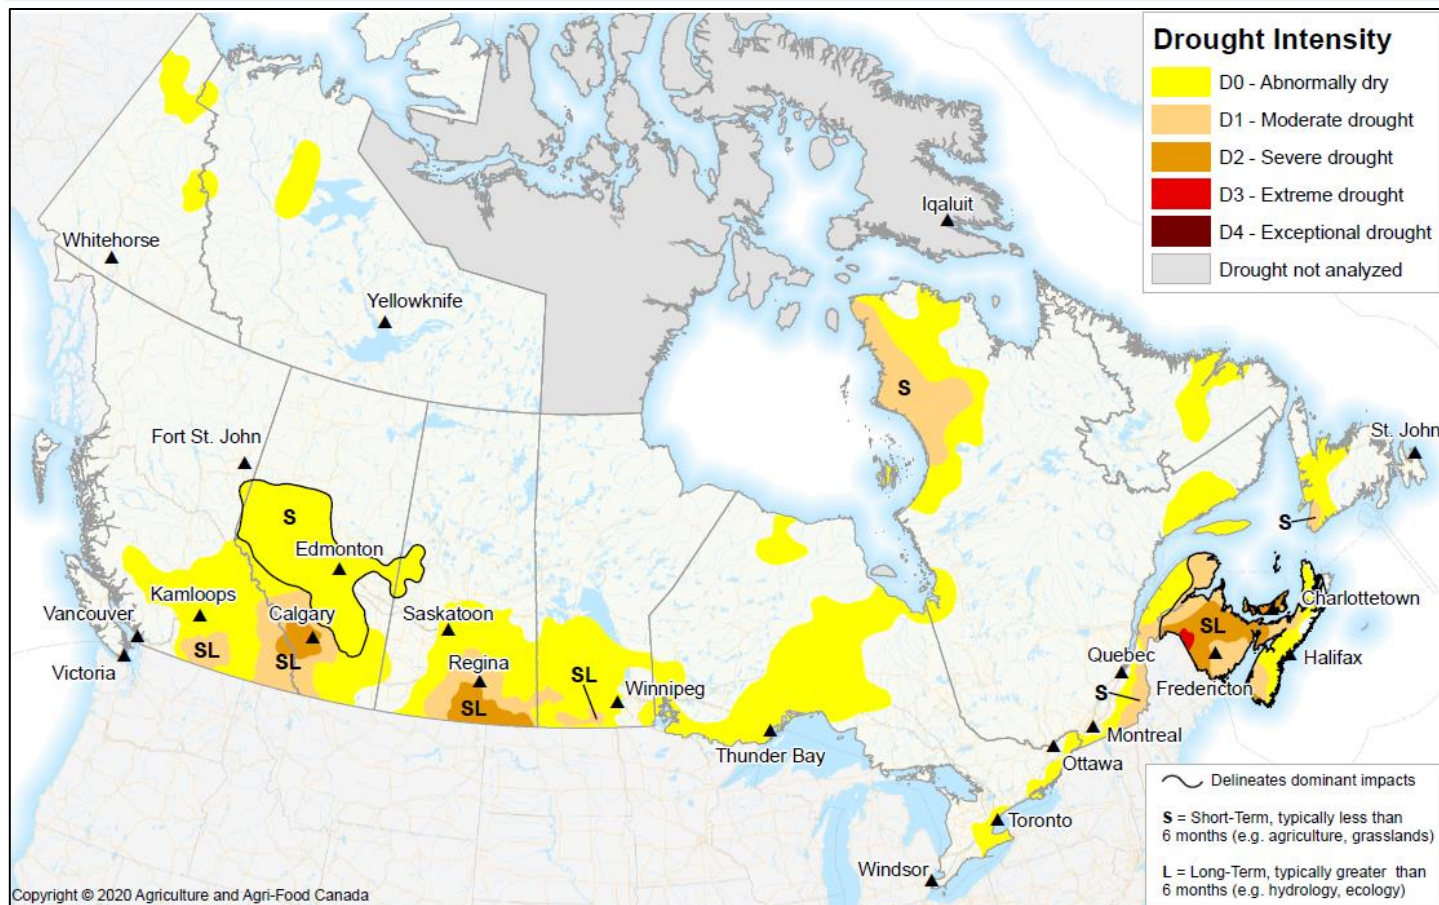 Drought Intensity
D0 - Abnormally dry
D1 - Moderate drought
D2 - Severe drought
D3 - Extreme drought
D4 - Exceptional drought
Drought not analyzed
Iqaluit
Whitehorse
Yellowknife
S
Fort St. John
St. John
S
S
Edmonton
Kamloops
Charlottetown
Vancouver
Calgary
Saskatoon
SL
SL
Victoria
SL
Regina
SL
Quebec
Halifax
SL
Winnipeg
S
Fredericton
Montreal
Thunder Bay
Ottawa
Delineates dominant impacts
Toronto
S = Short-Term, typically less than
6 months (e.g. agriculture, grasslands)
Windsor
L = Long-Term, typically greater than
6 months (e.g. hydrology, ecology)
Copyright © 2020 Agriculture and Agri-Food Canada